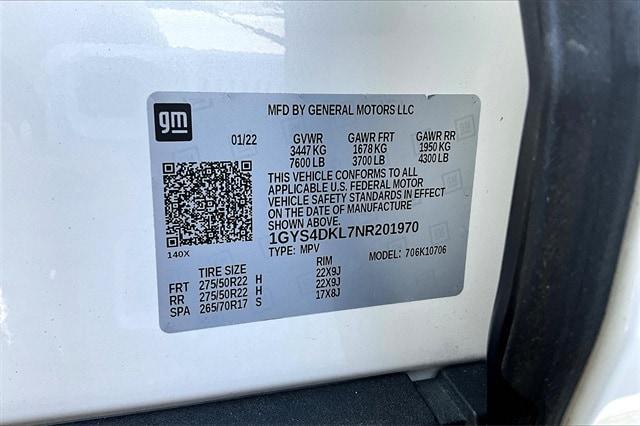 gm
MFD BY GENERAL MOTORS LLC
01/22 GVWR GAWR FRT GAWR RR
3447 KG 1678 KG 1950 KG
7600 LB 3700 LB 4300 LB
THIS VEHICLE CONFORMS TO ALL
APPLICABLE U.S. FEDERAL MOTOR
VEHICLE SAFETY STANDARDS IN EFFECT
ON THE DATE OF MANUFACTURE
SHOWN ABOVE.
1GYS4DKL7NR201970
140X TYPE: MPV MODEL: 706K10706
TIRE SIZE RIM
FRT 275/50R22 H 22X9J
RR 275/50R22 H 22X9J
SPA 265/70R17 S 17X8J